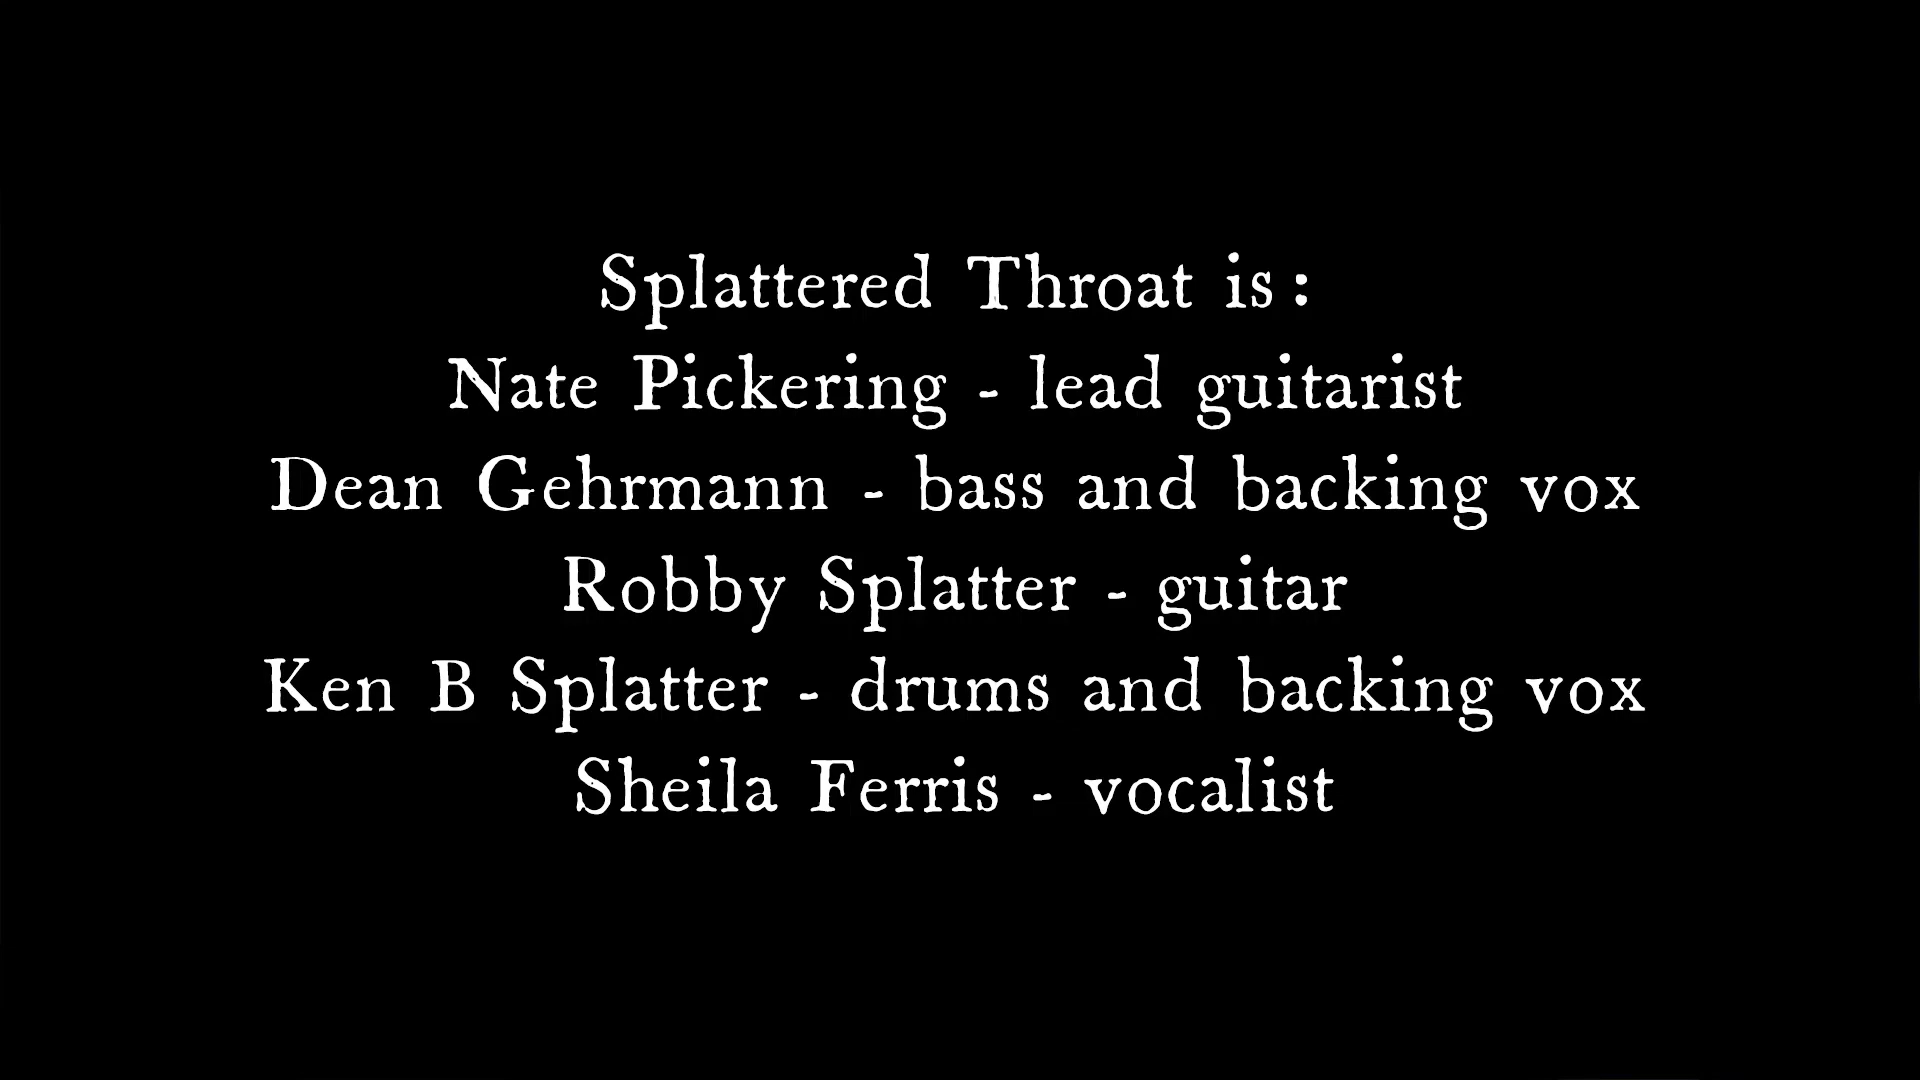 Splattered Throat is:
Nate Pickering - lead guitarist
Dean Gehrmann - bass and backing vox
Robby Splatter - guitar
Ken B Splatter - drums and backing vox
Sheila Ferris - vocalist